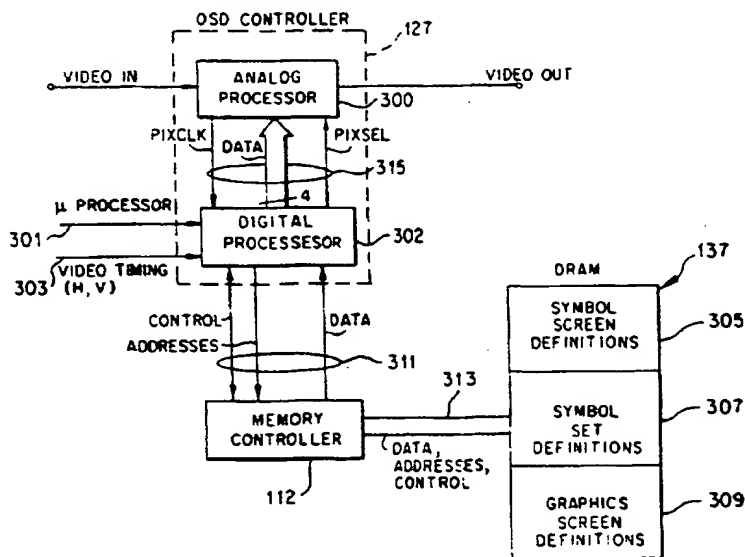 OSD CONTROLLER
127
VIDEO IN
ANALOG
PROCESSOR
300
VIDEO OUT
PIXCLK
DATA
PIXSEL
315
4
μ PROCESSOR
301
DIGITAL
PROCESSESOR
302
303
VIDEO TIMING
(H, V)
CONTROL
DATA
ADDRESSES
311
MEMORY
CONTROLLER
112
313
DATA,
ADDRESSES,
CONTROL
DRAM
137
SYMBOL
SCREEN
DEFINITIONS
305
SYMBOL
SET
DEFINITIONS
307
GRAPHICS
SCREEN
DEFINITIONS
309